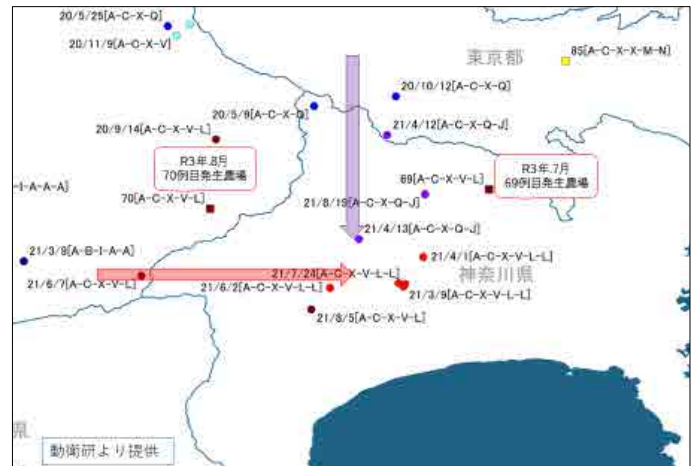 20/5/25[A-C-X-Q]
20/11/9[A-C-X-V]
東京都
85[A-C-X-X-M-N]
20/10/12[A-C-X-Q]
20/5/9[A-C-X-Q]
21/4/12[A-C-X-Q-J]
20/9/14[A-C-X-V-L]
R3年.8月
70例目発生農場
R3年.7月
69例目発生農場
69[A-C-X-V-L]
-I-A-A-A]
70[A-C-X-V-L]
21/8/19[A-C-X-Q-J]
21/4/13[A-C-X-Q-J]
21/3/9[A-B-I-A-A]
21/4/1[A-C-X-V-L-L]
21/7/24[A-C-X-V-L-L]
神奈川県
21/6/7[A-C-X-V-L]
21/6/2[A-C-X-V-L-L]
21/3/9[A-C-X-V-L-L]
21/8/5[A-C-X-V-L]
県
動衛研より提供